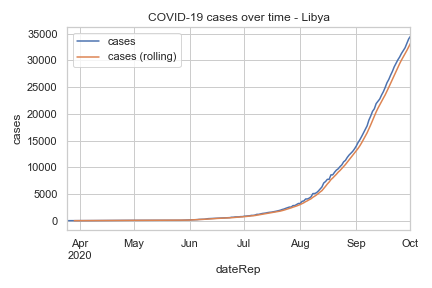 COVID-19 cases over time - Libya
cases
cases (rolling)
35000
30000
25000
20000
15000
10000
5000
0
cases
Apr May Jun Jul Aug Sep Oct
2020
dateRep